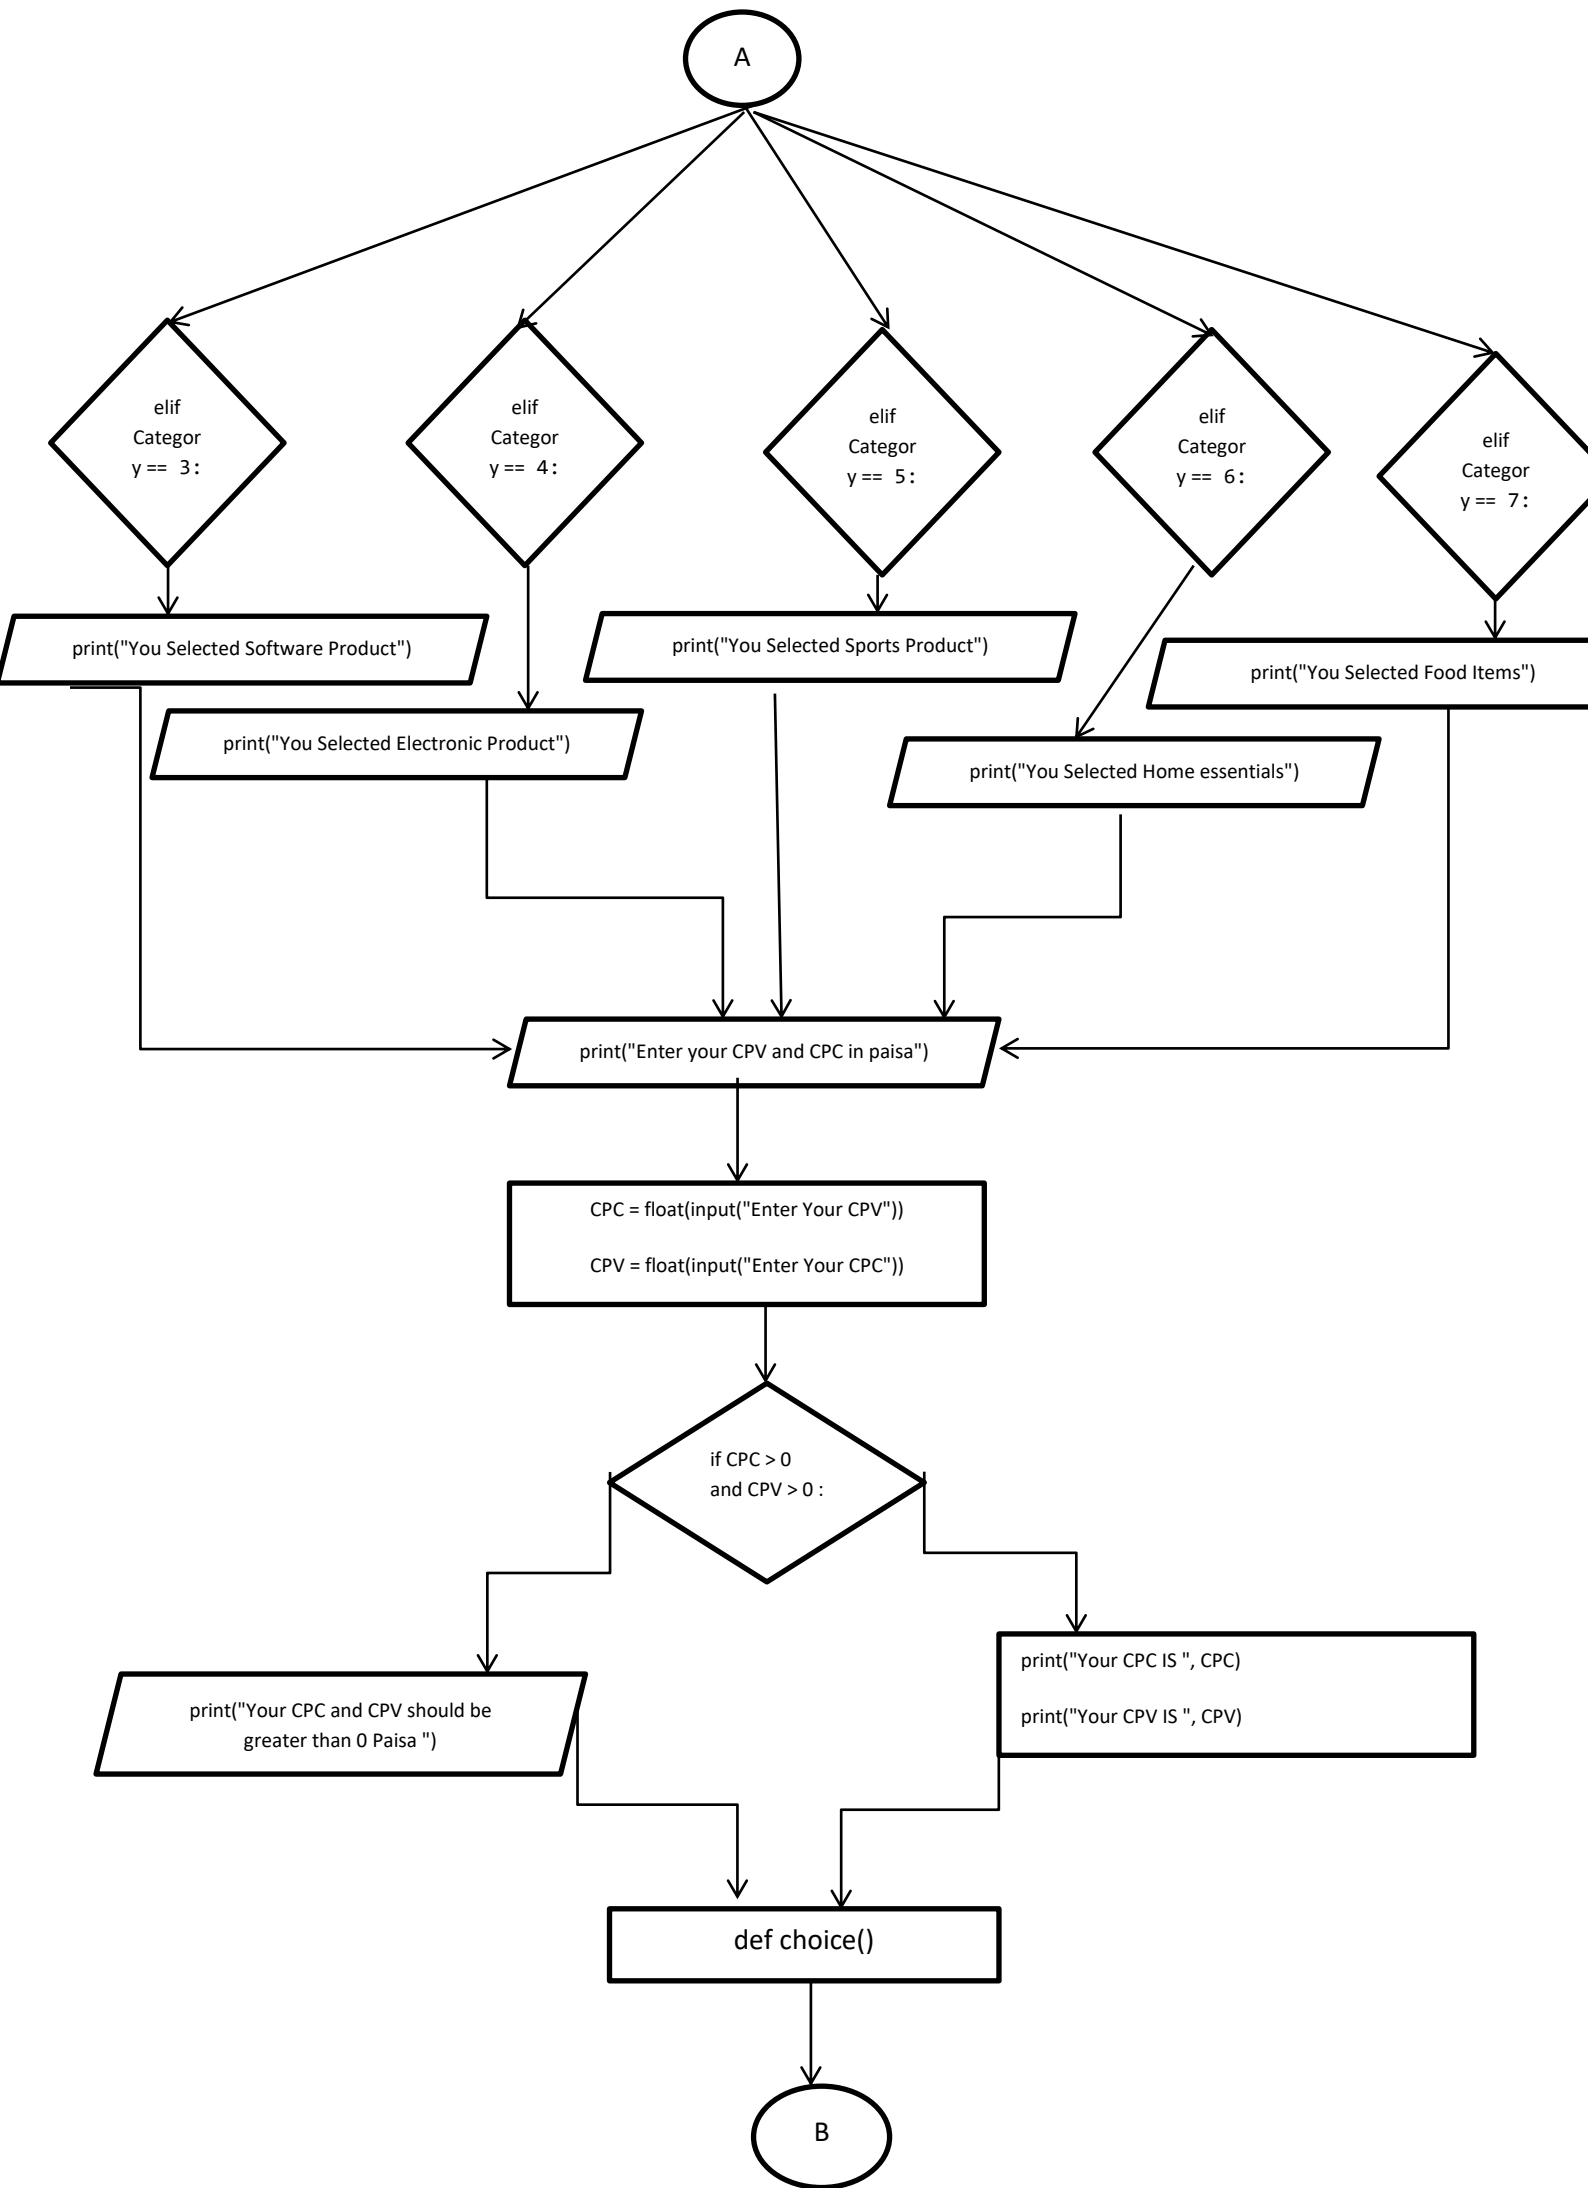 A
elif
Categor
y == 3:
elif
Categor
y == 4:
elif
Categor
y == 5:
elif
Categor
y == 6:
elif
Categor
y == 7:
print("You Selected Software Product")
print("You Selected Sports Product")
print("You Selected Food Items")
print("You Selected Electronic Product")
print("You Selected Home essentials")
print("Enter your CPV and CPC in paisa")
CPC = float(input("Enter Your CPV"))
CPV = float(input("Enter Your CPC"))
if CPC > 0
and CPV > 0 :
print("Your CPC and CPV should be
greater than 0 Paisa ")
print("Your CPC IS ", CPC)
print("Your CPV IS ", CPV)
def choice()
B